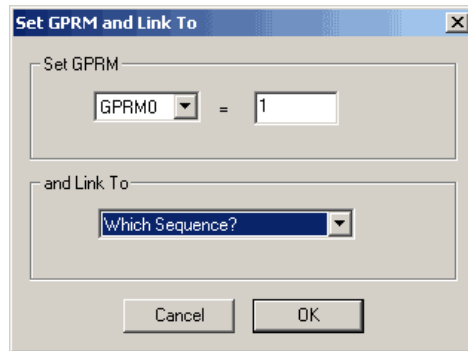 Set GPRM and Link To
Set GPRM
GPRM0 = 1
and Link To
Which Sequence?
Cancel OK